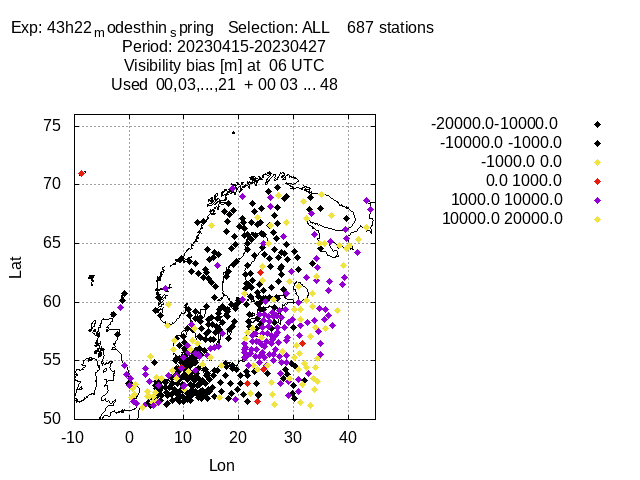 Exp: 43h22modesthinspring   Selection: ALL    687 stations
Period: 20230415-20230427
Visibility bias [m] at  06 UTC
Used  00,03,...,21  + 00 03 ... 48
-20000.0-10000.0
-10000.0 -1000.0
-1000.0 0.0
0.0 1000.0
1000.0 10000.0
10000.0 20000.0
75
70
65
60
55
50
Lat
-10 0 10 20 30 40
Lon